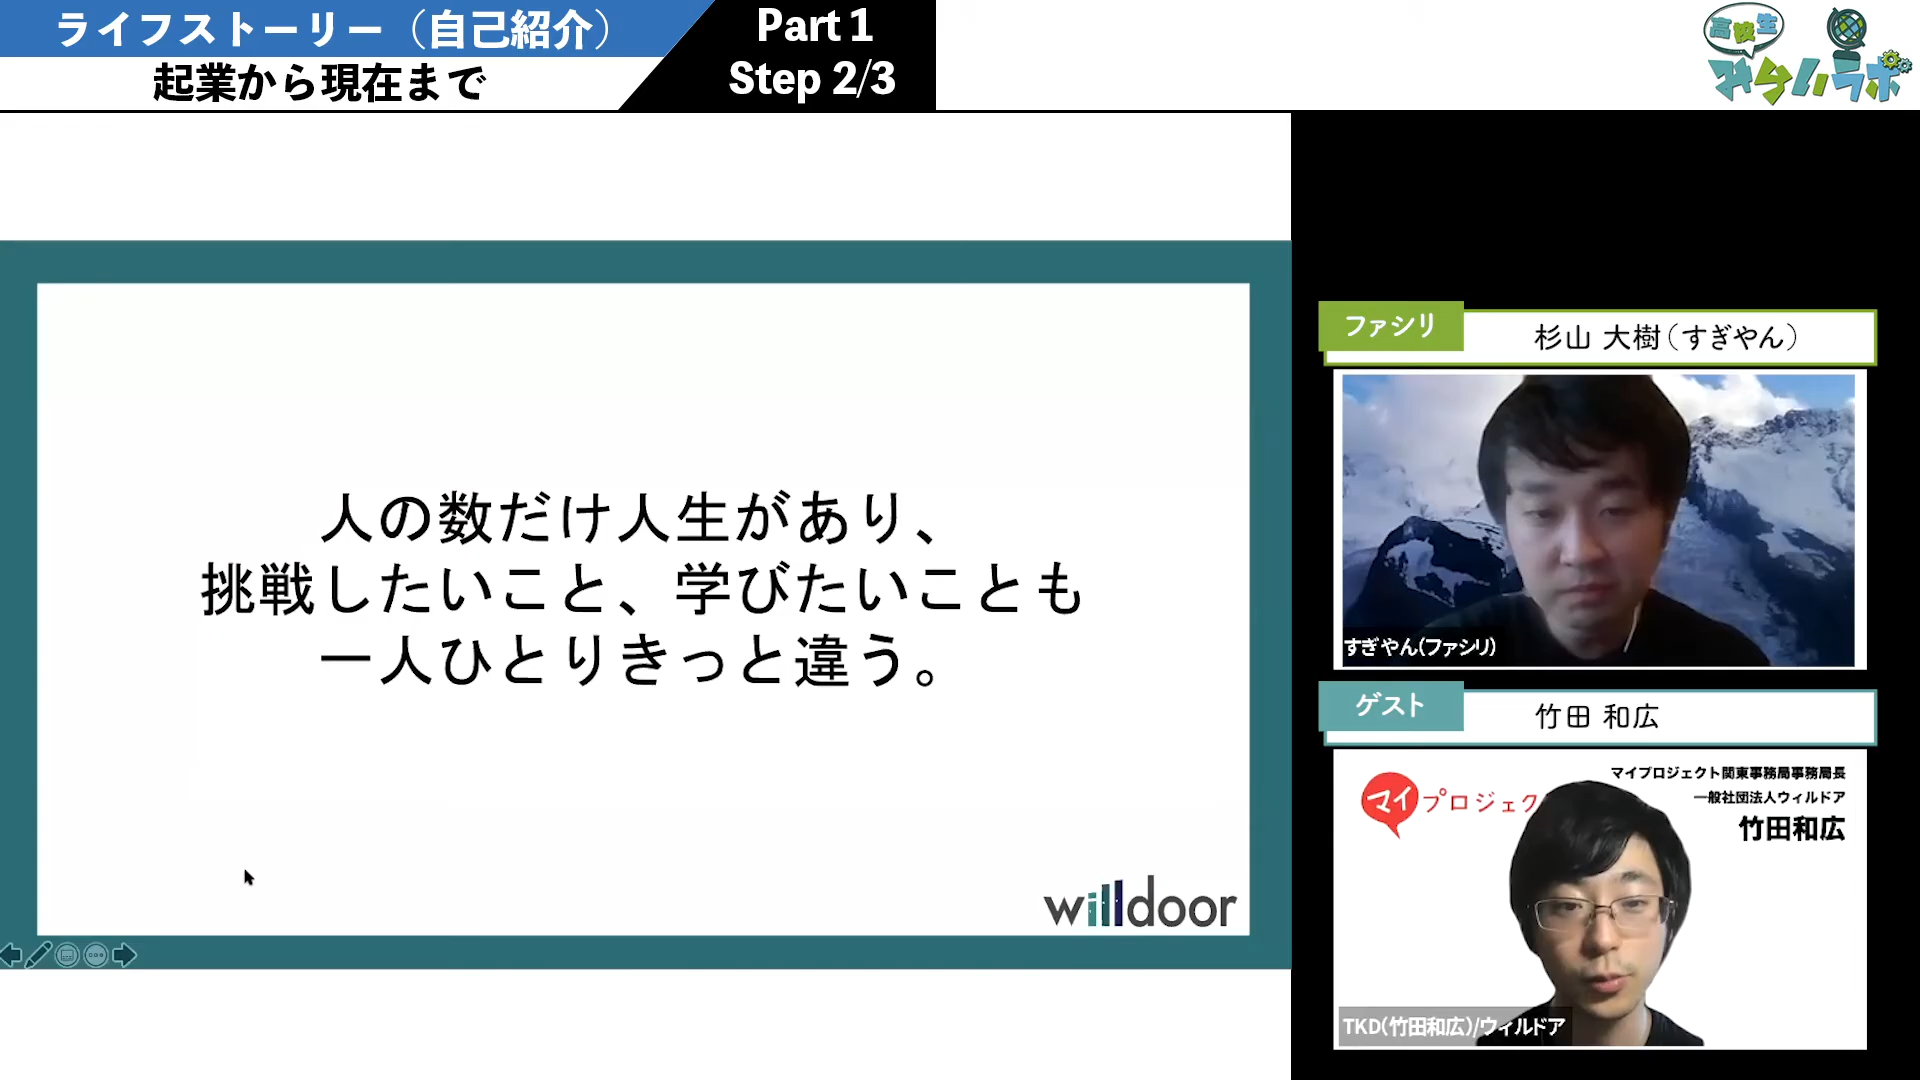 ライフストーリー（自己紹介）
起業から現在まで
Part 1
Step 2/3
高校生
みらいラボ
人の数だけ人生があり、
挑戦したいこと、学びたいことも
一人ひとりきっと違う。
willdoor
ファシリ
杉山 大樹（すぎやん）
すぎやん(ファシリ)
ゲスト
竹田 和広
マイプロジェク
マイプロジェクト関東事務局事務局長
一般社団法人ウィルドア
竹田和広
TKD(竹田和広)/ウィルドア